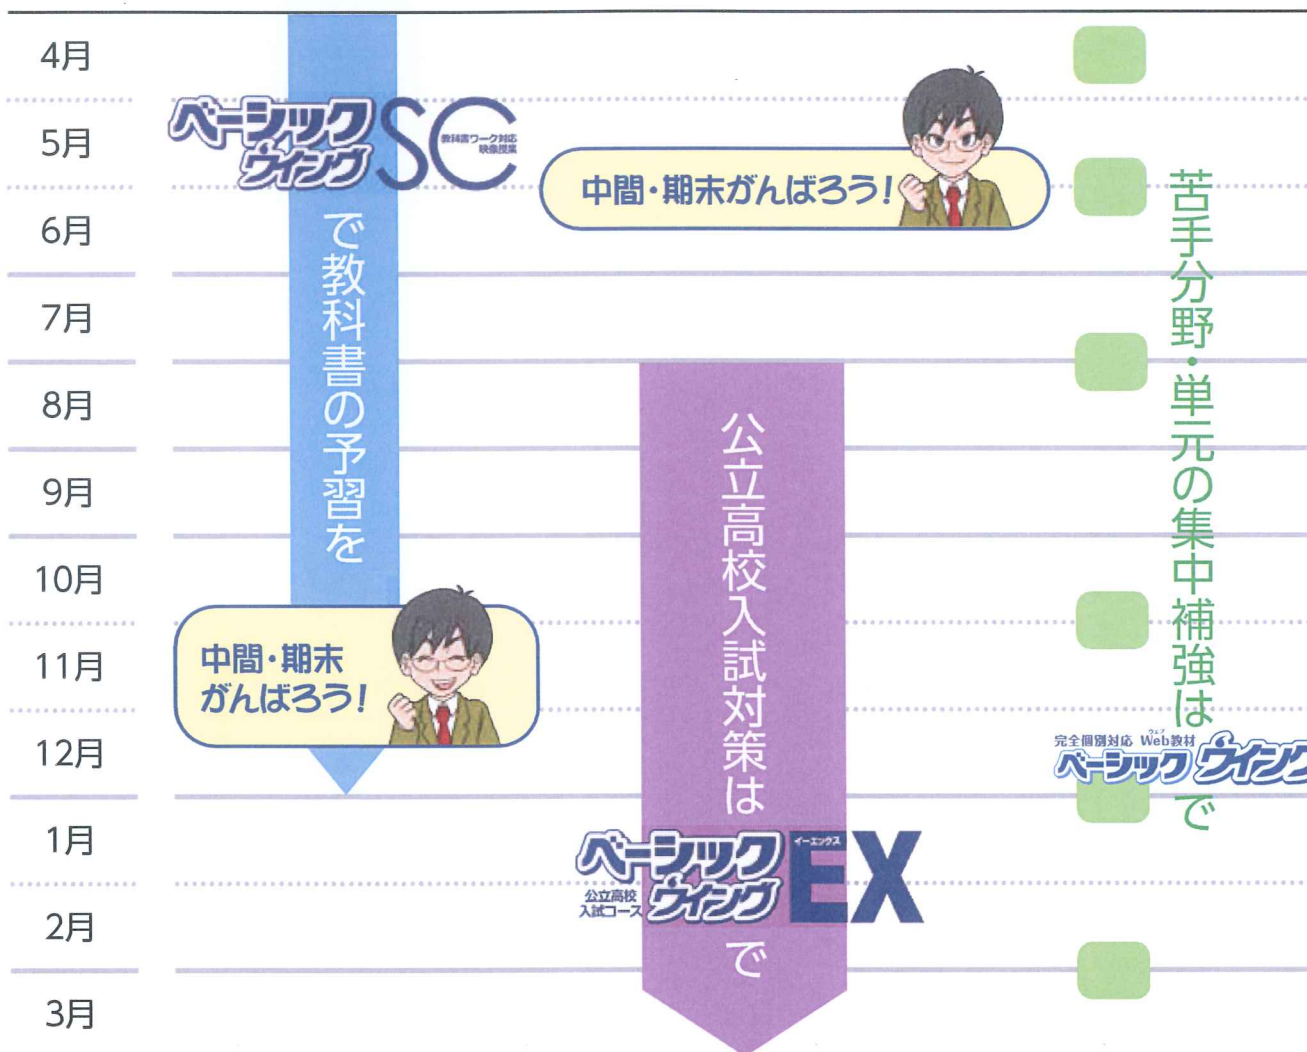 4月
5月
6月
7月
8月
9月
10月
11月
12月
1月
2月
3月
ベーシック
ウイング
SC
教科書ワーク対応
映像授業
で教科書の予習を
中間・期末がんばろう!
中間・期末
がんばろう!
公立高校入試対策は
ベーシック
公立高校
入試コース
ウイング
イーエックス
EX
で
苦手分野・単元の集中補強は
ウェブ
完全個別対応 Web教材
ベーシック ウイング
で